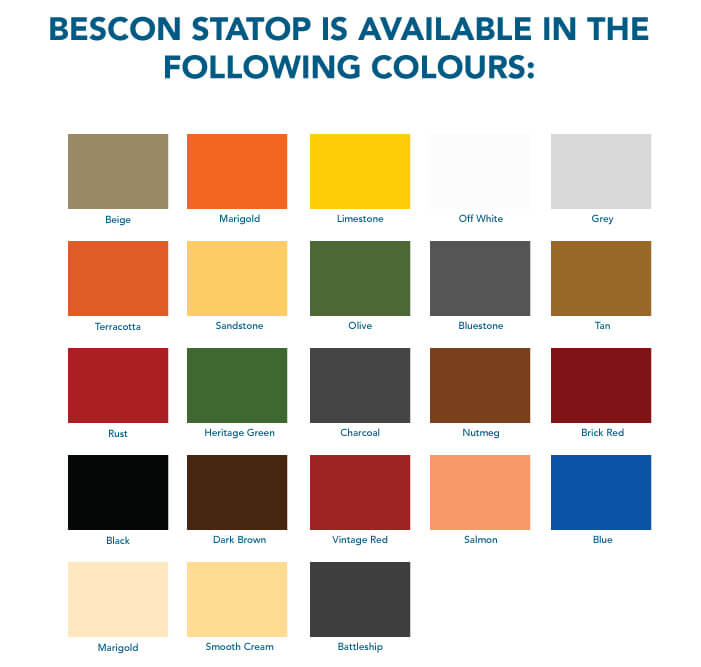 BESCON STATOP IS AVAILABLE IN THE
FOLLOWING COLOURS:
Beige
Marigold
Limestone
Off White
Grey
Terracotta
Sandstone
Olive
Bluestone
Tan
Rust
Heritage Green
Charcoal
Nutmeg
Brick Red
Black
Dark Brown
Vintage Red
Salmon
Blue
Marigold
Smooth Cream
Battleship